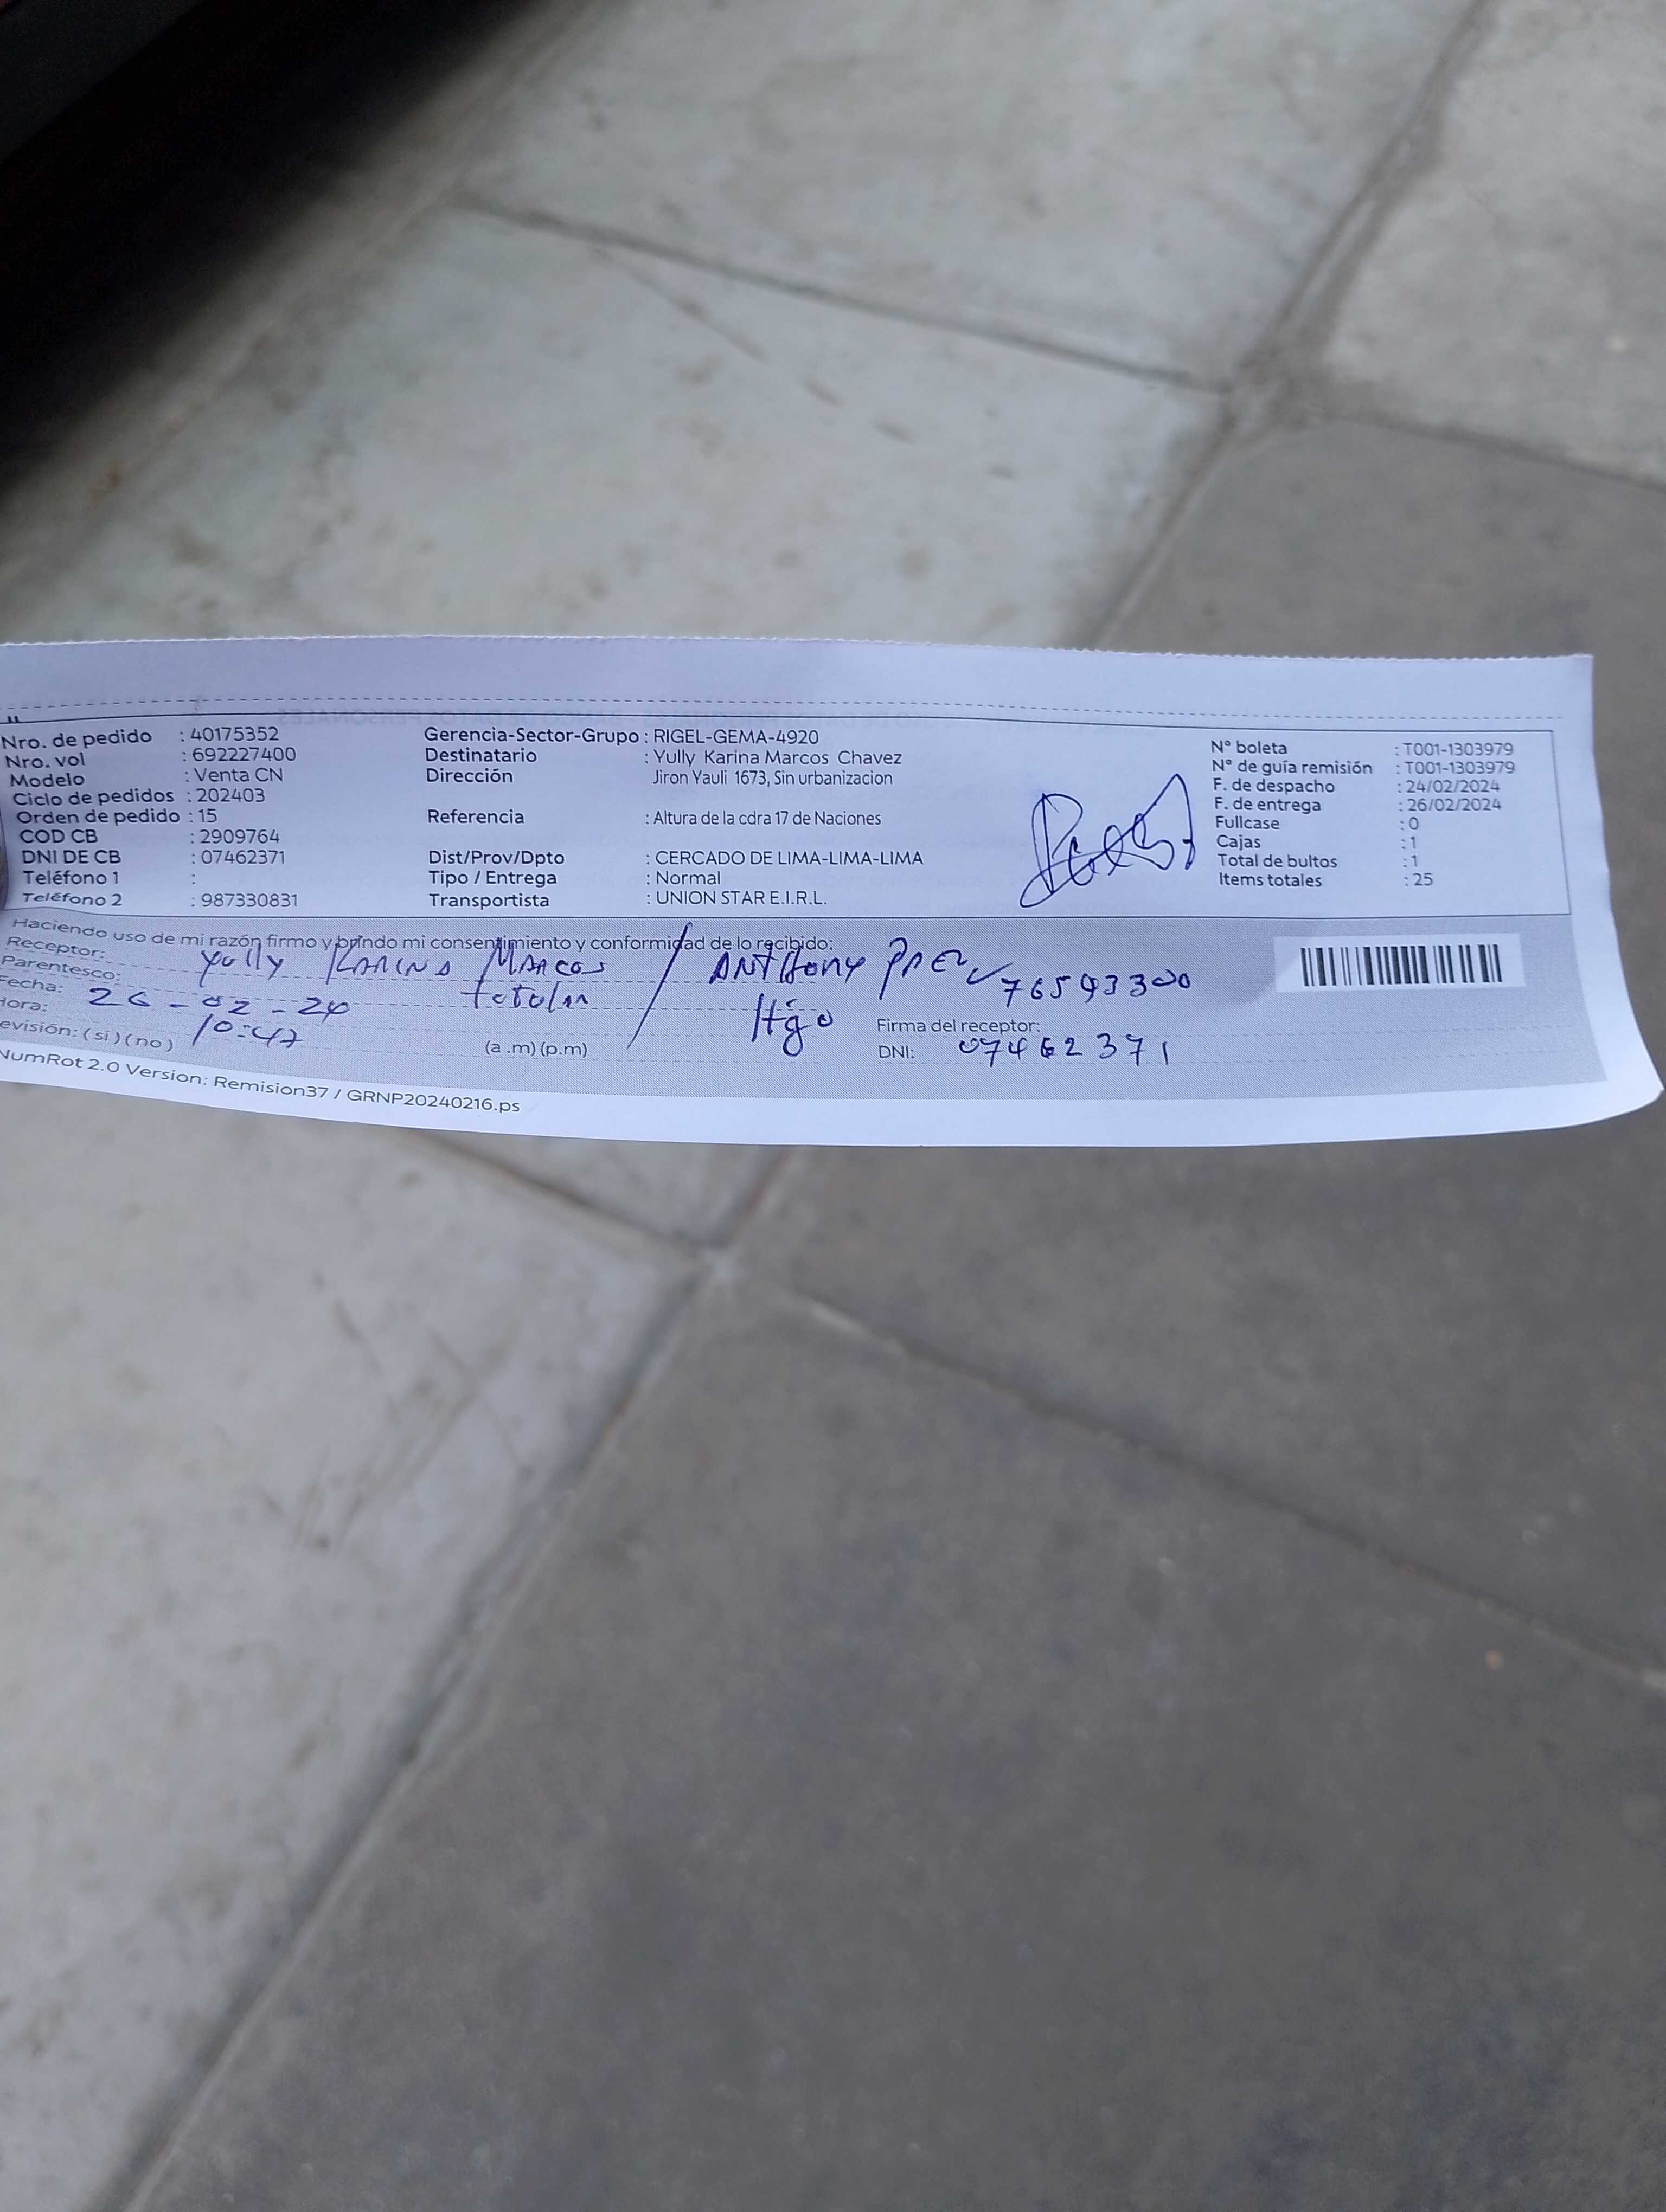 Nro. de pedido : 40175352
Nro. vol : 692227400
Modelo : Venta CN
Ciclo de pedidos : 202403
Orden de pedido : 15
COD CB : 2909764
DNI DE CB : 07462371
Teléfono 1 :
Teléfono 2 : 987330831
Gerencia-Sector-Grupo : RIGEL-GEMA-4920
Destinatario : Yully Karina Marcos Chavez
Dirección Jiron Yauli 1673, Sin urbanizacion
Referencia : Altura de la cdra 17 de Naciones
Dist/Prov/Dpto : CERCADO DE LIMA-LIMA-LIMA
Tipo / Entrega : Normal
Transportista : UNION STAR E.I.R.L.
N° boleta : T001-1303979
N° de guía remisión : T001-1303979
F. de despacho : 24/02/2024
F. de entrega : 26/02/2024
Fullcase : 0
Cajas : 1
Total de bultos : 1
Items totales : 25
Haciendo uso de mi razón firmo y brindo mi consentimiento y conformidad de lo recibido:
Receptor: Yully Karina Marcos / Anthony 76593300
Parentesco: titular / Higo
Fecha: 26-02-24
Hora: 10:47 (a .m) (p.m)
evisión: ( si ) ( no )
Firma del receptor:
DNI: 07462371
NumRot 2.0 Version: Remision37 / GRNP20240216.ps